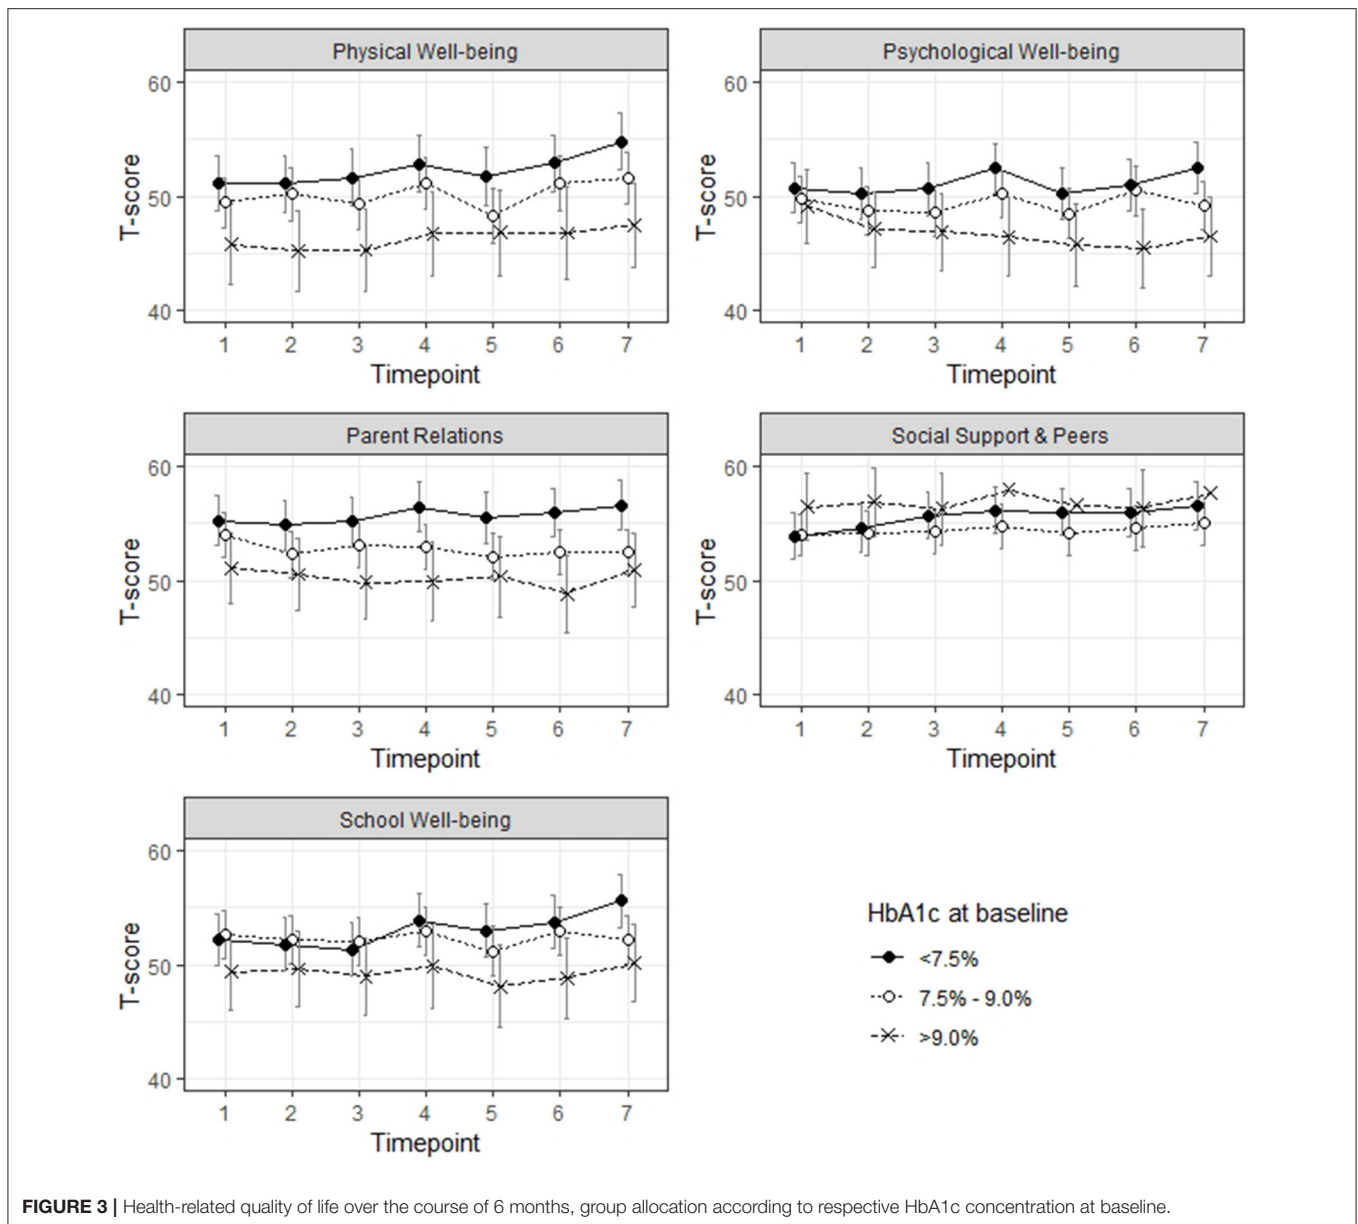 Physical Well-being
60
50
40
T-score
1 2 3 4 5 6 7
Timepoint
Psychological Well-being
60
50
40
T-score
1 2 3 4 5 6 7
Timepoint
Parent Relations
60
50
40
T-score
1 2 3 4 5 6 7
Timepoint
Social Support & Peers
60
50
40
T-score
1 2 3 4 5 6 7
Timepoint
School Well-being
60
50
40
T-score
1 2 3 4 5 6 7
Timepoint
HbA1c at baseline
<7.5%
7.5% - 9.0%
>9.0%
FIGURE 3 | Health-related quality of life over the course of 6 months, group allocation according to respective HbA1c concentration at baseline.